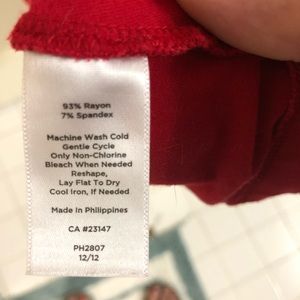 93% Rayon
7% Spandex
Machine Wash Cold
Gentle Cycle
Only Non-Chlorine
Bleach When Needed
Reshape,
Lay Flat To Dry
Cool Iron, If Needed
Made In Philippines
CA #23147
PH2807
12/12